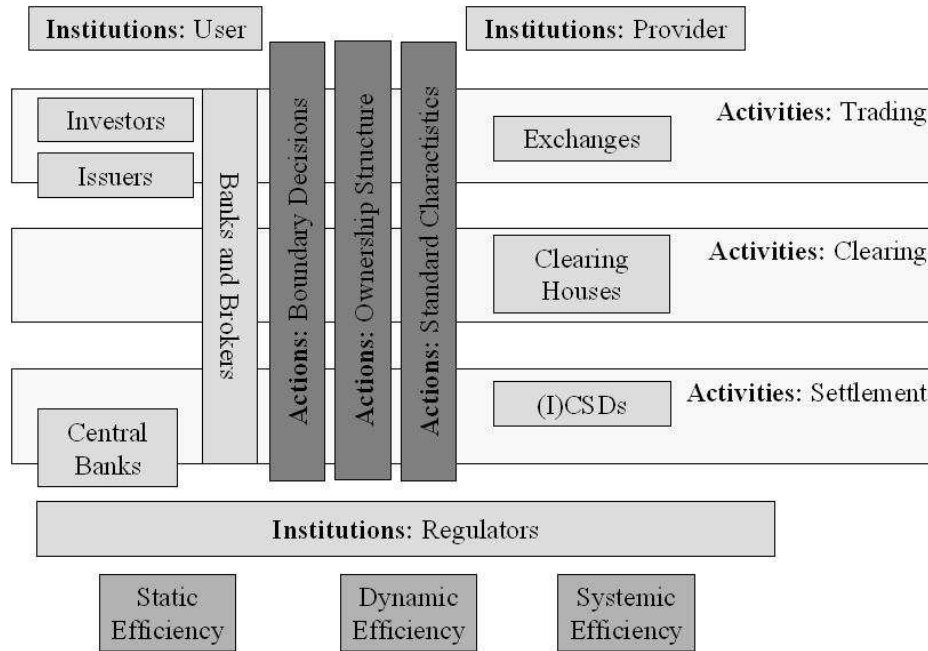 Institutions: User
Institutions: Provider
Investors
Issuers
Banks and Brokers
Actions: Boundary Decisions
Actions: Ownership Structure
Actions: Standard Charactistics
Activities: Trading
Exchanges
Activities: Clearing
Clearing
Houses
Activities: Settlement
(I)CSDs
Central
Banks
Institutions: Regulators
Static
Efficiency
Dynamic
Efficiency
Systemic
Efficiency